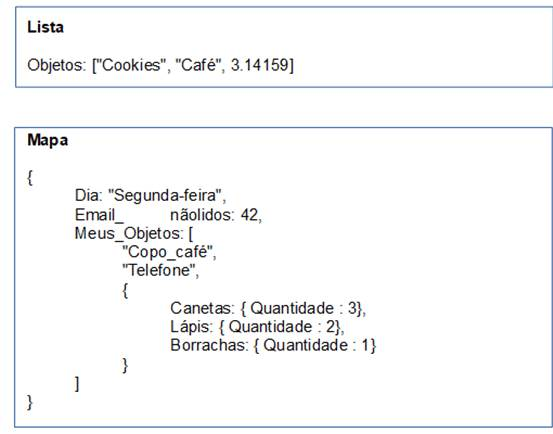 Lista
Objetos: ["Cookies", "Café", 3.14159]
Mapa
{
Dia: "Segunda-feira",
Email_ nãolidos: 42,
Meus_Objetos: [
"Copo_café",
"Telefone",
{
Canetas: { Quantidade : 3},
Lápis: { Quantidade : 2},
Borrachas: { Quantidade : 1}
}
]
}